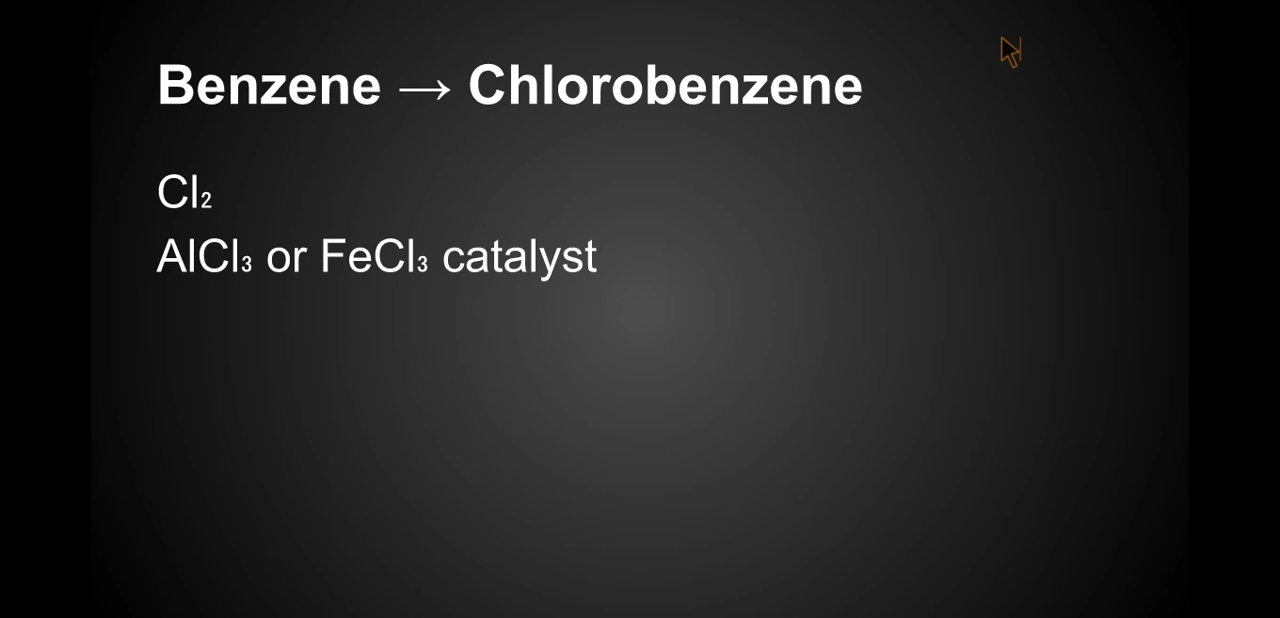 Benzene → Chlorobenzene
Cl₂
AlCl₃ or FeCl₃ catalyst